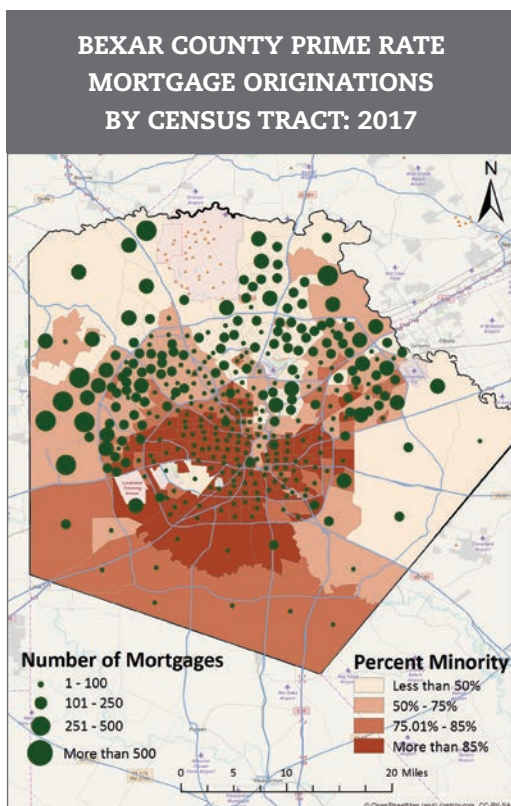 BEXAR COUNTY PRIME RATE
MORTGAGE ORIGINATIONS
BY CENSUS TRACT: 2017
N
Number of Mortgages
1 - 100
101 - 250
251 - 500
More than 500
Percent Minority
Less than 50%
50% - 75%
75.01% - 85%
More than 85%
0 5 10 20 Miles